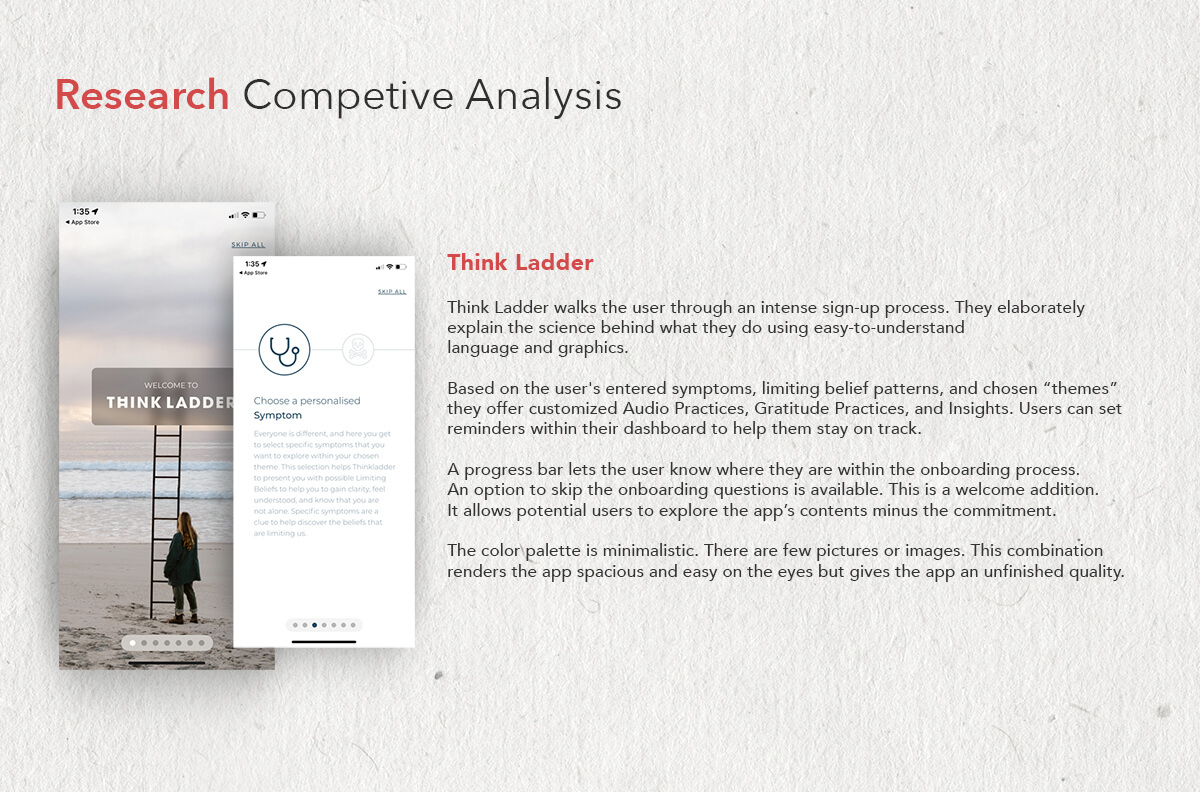 Research Competive Analysis
1:35
◀ App Store
SKIP ALL
WELCOME TO
THINK LADDER
1:35
◀ App Store
SKIP ALL
Choose a personalised
Symptom
Everyone is different, and here you get
to select specific symptoms that you
want to explore within your chosen
theme. This selection helps Thinkladder
to present you with possible Limiting
Beliefs to help you to gain clarity, feel
understood, and know that you are
not alone. Specific symptoms are a
clue to help discover the beliefs that
are limiting us.
Think Ladder
Think Ladder walks the user through an intense sign-up process. They elaborately
explain the science behind what they do using easy-to-understand
language and graphics.
Based on the user's entered symptoms, limiting belief patterns, and chosen “themes”
they offer customized Audio Practices, Gratitude Practices, and Insights. Users can set
reminders within their dashboard to help them stay on track.
A progress bar lets the user know where they are within the onboarding process.
An option to skip the onboarding questions is available. This is a welcome addition.
It allows potential users to explore the app’s contents minus the commitment.
The color palette is minimalistic. There are few pictures or images. This combination
renders the app spacious and easy on the eyes but gives the app an unfinished quality.